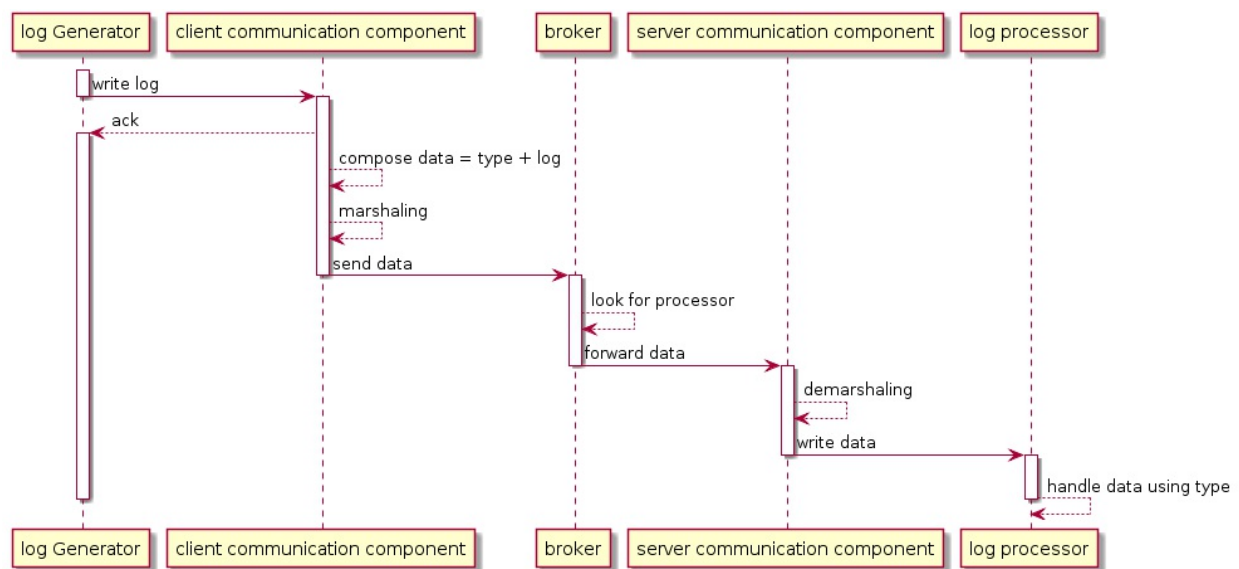 log Generator
client communication component
broker
server communication component
log processor
write log
ack
compose data = type + log
marshaling
send data
look for processor
forward data
demarshaling
write data
handle data using type
log Generator
client communication component
broker
server communication component
log processor